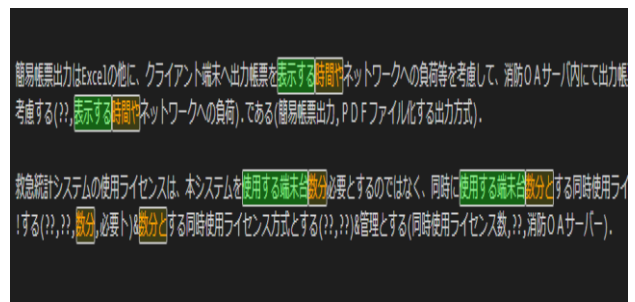 簡易帳票出力はExcelの他に、クライアント端末へ出力帳票を表示する時間やネットワークへの負荷等を考慮して、消防OAサーバ内にて出力帳
考慮する(??,表示する時間やネットワークへの負荷).である(簡易帳票出力,PDFファイル化する出力方式).
救急統計システムの使用ライセンスは、本システムを使用する端末台数分必要とするのではなく、同時に使用する端末台数分とする同時使用ライ
!する(??,??,数分,必要ト)&数分とする同時使用ライセンス方式とする(??,??)&管理とする(同時使用ライセンス数,??,消防OAサーバー).